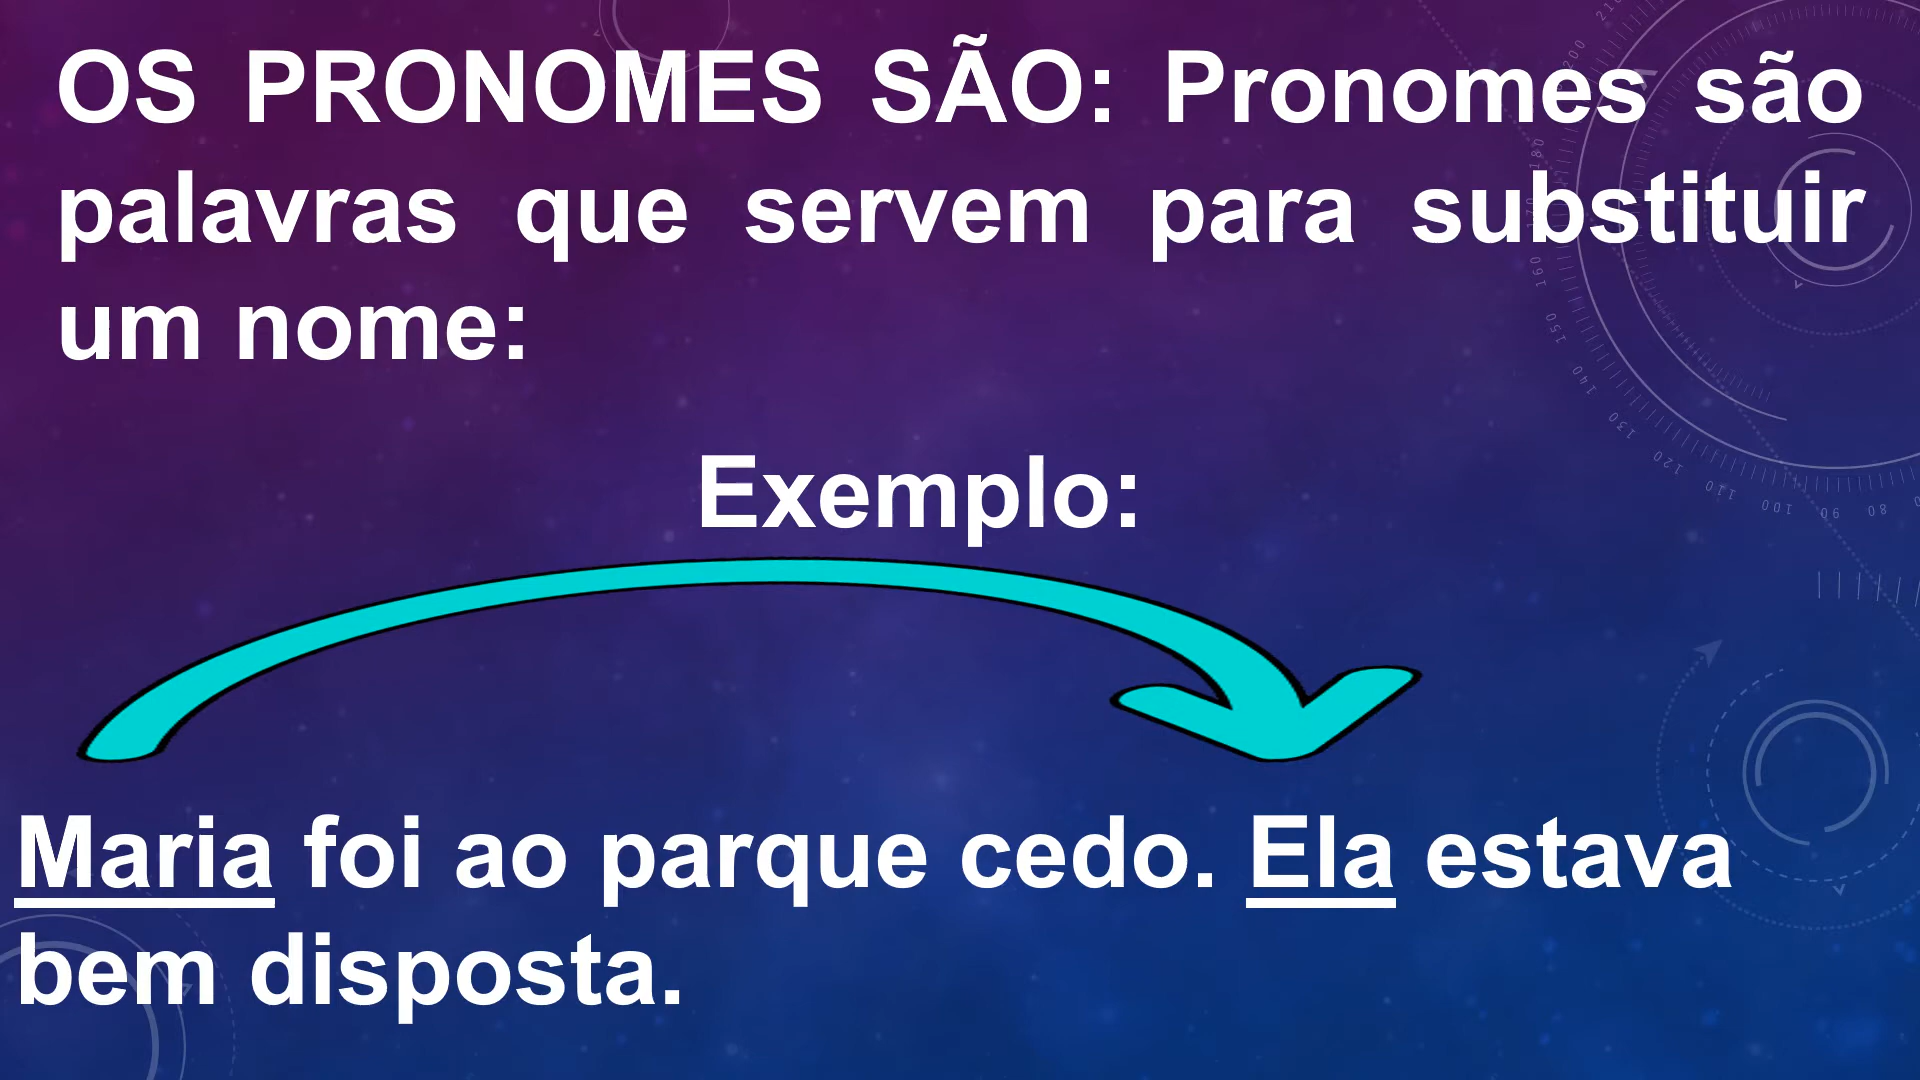 OS PRONOMES SÃO: Pronomes são
palavras que servem para substituir
um nome:
Exemplo:
Maria foi ao parque cedo. Ela estava
bem disposta.